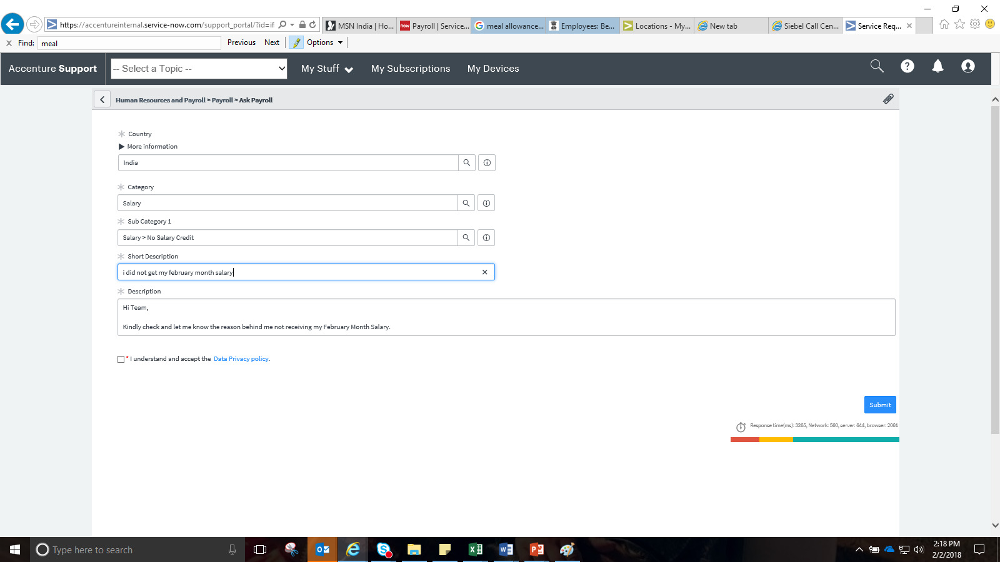 https://accentureinternal.service-now.com/support_portal/?id=if
MSN India | Ho...
Payroll | Service...
meal allowance...
Employees: Be...
Locations - My...
New tab
Siebel Call Cen...
Service Req...
Find: meal
Previous Next Options
Accenture Support
-- Select a Topic --
My Stuff
My Subscriptions
My Devices
Human Resources and Payroll > Payroll > Ask Payroll
Country
More information
India
Category
Salary
Sub Category 1
Salary > No Salary Credit
Short Description
i did not get my february month salary
Description
Hi Team,
Kindly check and let me know the reason behind me not receiving my February Month Salary.
* I understand and accept the Data Privacy policy.
Submit
Response time(ms): 3265, Network: 560, server: 644, browser: 2061
Type here to search
2:18 PM
2/2/2018